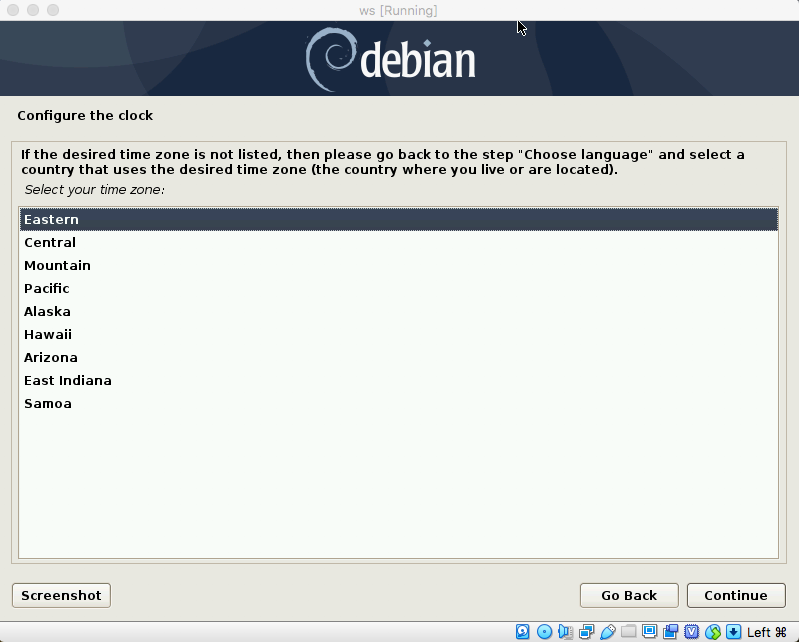 ws [Running]
debian
Configure the clock
If the desired time zone is not listed, then please go back to the step "Choose language" and select a
country that uses the desired time zone (the country where you live or are located).
Select your time zone:
Eastern
Central
Mountain
Pacific
Alaska
Hawaii
Arizona
East Indiana
Samoa
Screenshot
Go Back
Continue
Left ⌘